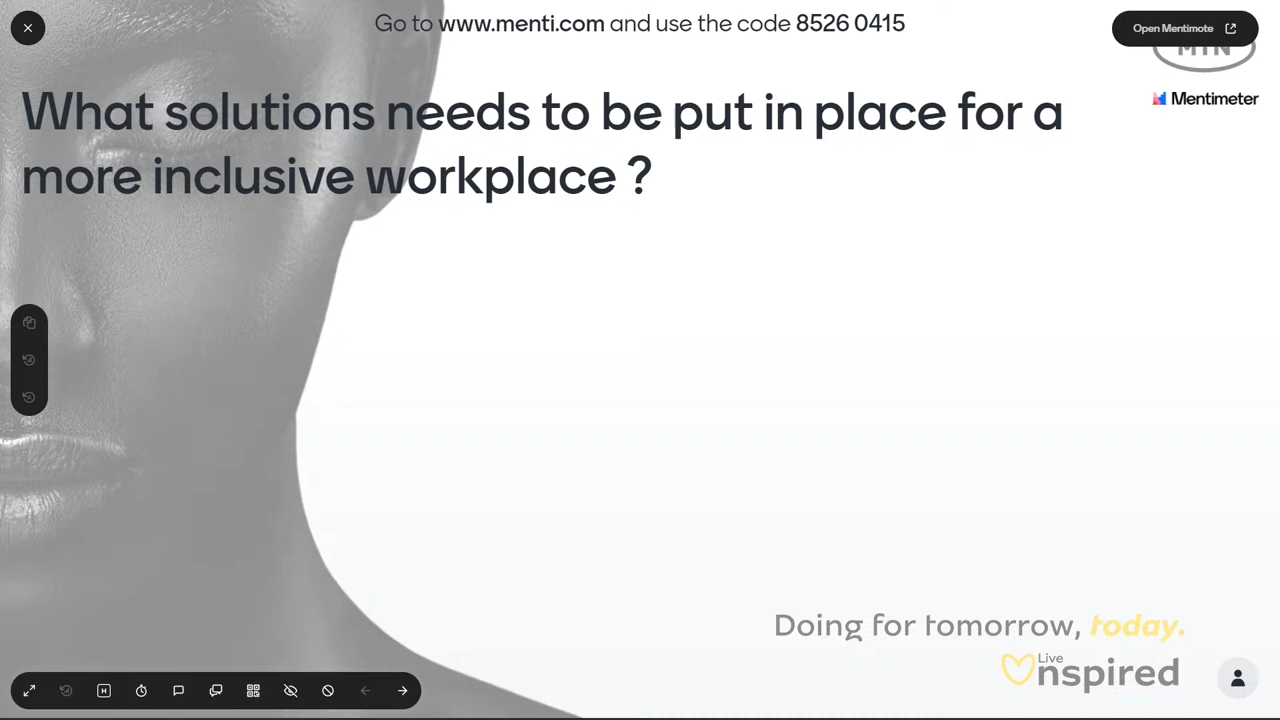 Go to www.menti.com and use the code 8526 0415
Open Mentimote
MTN
Mentimeter
What solutions needs to be put in place for a
more inclusive workplace ?
Doing for tomorrow, today.
Live
nspired